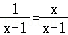 1/(x-1) = x/(x-1)